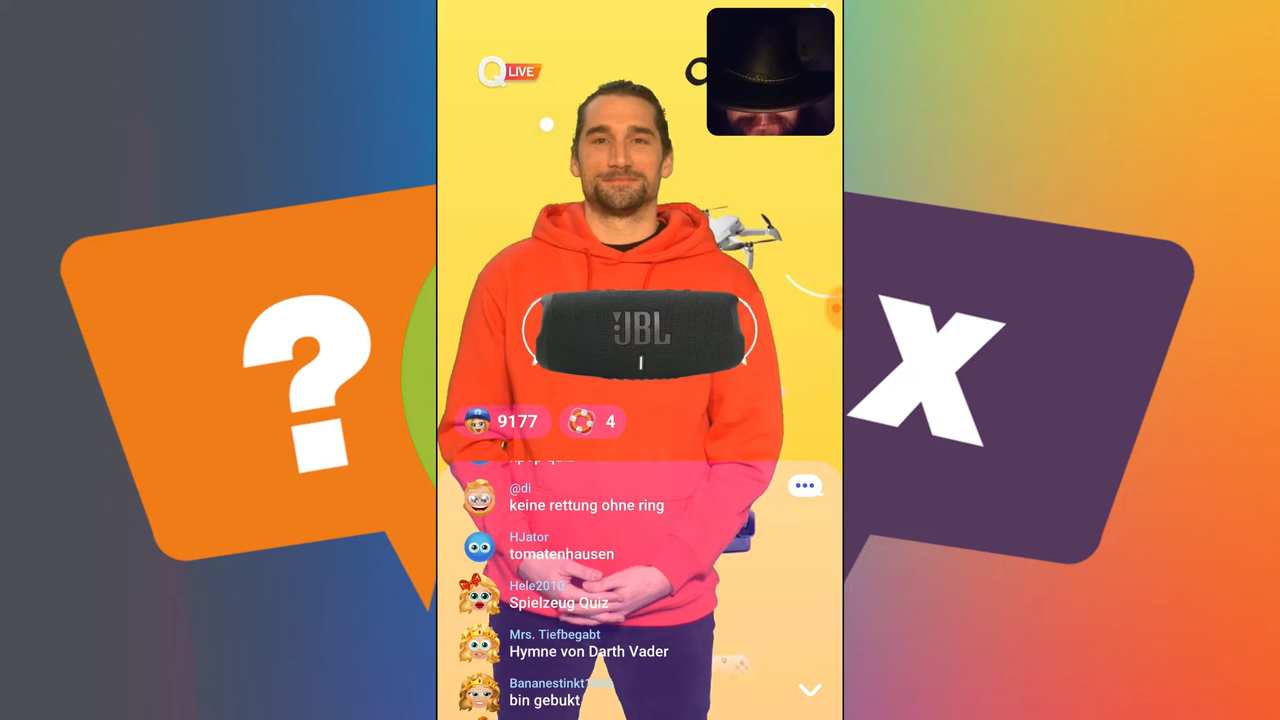 Q LIVE
?
X
JBL
9177
4
@di
keine rettung ohne ring
HJator
tomatenhausen
Hele2010
Spielzeug Quiz
Mrs. Tiefbegabt
Hymne von Darth Vader
bin gebukt